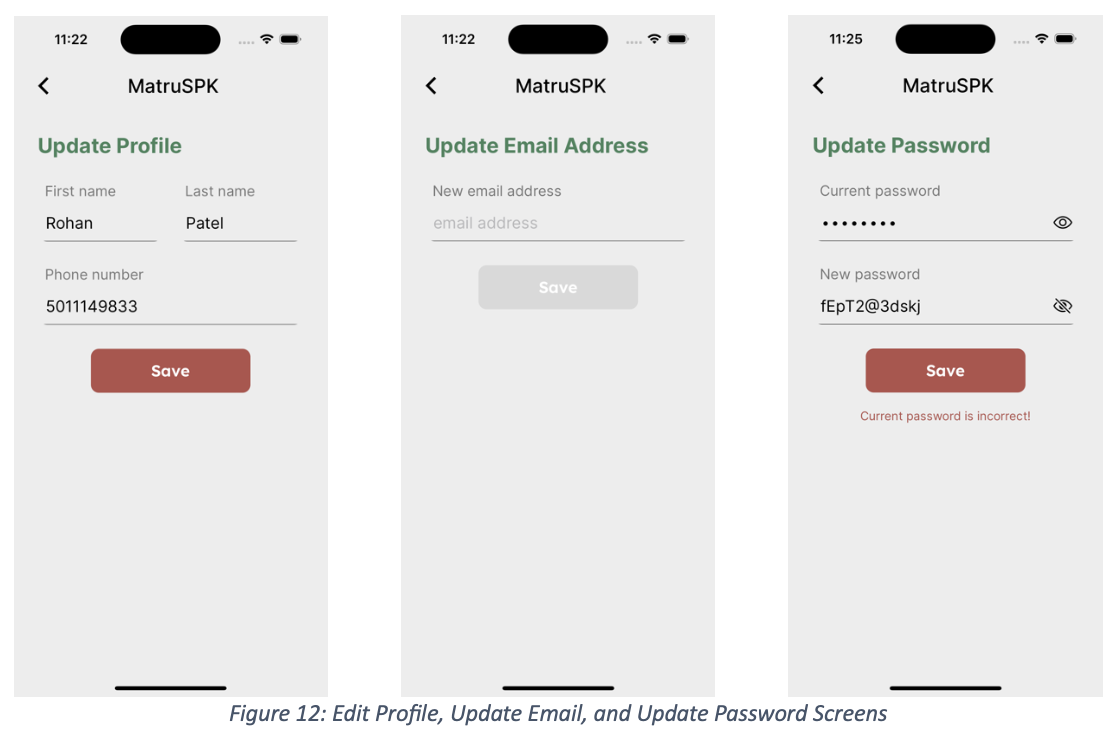 11:22
MatruSPK
Update Profile
First name Last name
Rohan Patel
Phone number
5011149833
Save
11:22
MatruSPK
Update Email Address
New email address
email address
Save
11:25
MatruSPK
Update Password
Current password
••••••••
New password
fEpT2@3dskj
Save
Current password is incorrect!
Figure 12: Edit Profile, Update Email, and Update Password Screens